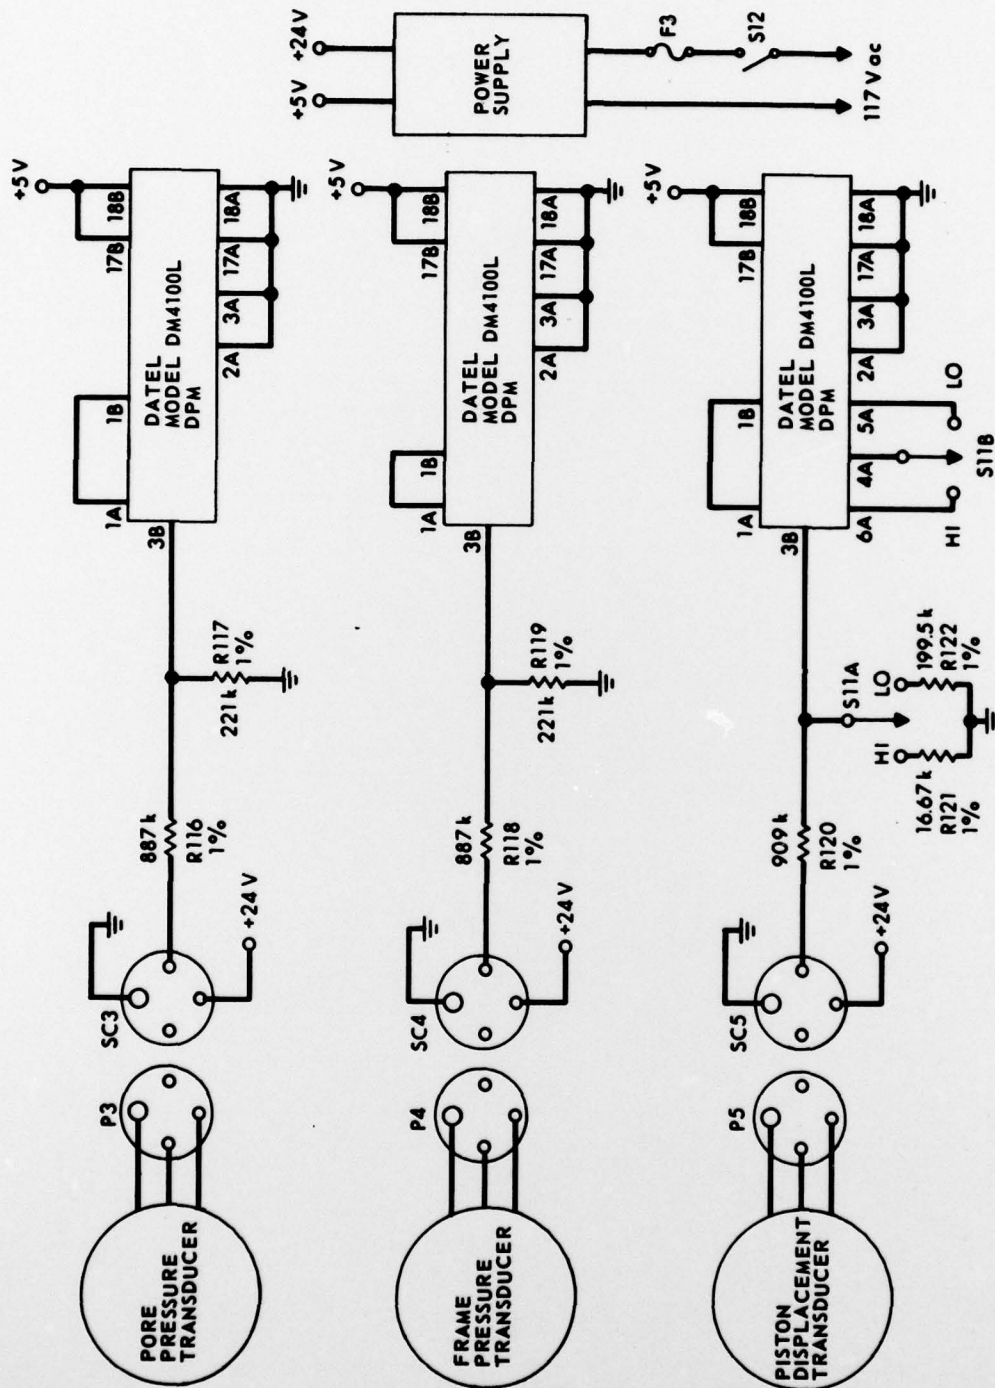 PORE
PRESSURE
TRANSDUCER
P3
SC3
+24V
887k
R116
1%
221k
R117
1%
3B
1A
1B
DATEL
MODEL DM4100L
DPM
17B
18B
+5V
2A
3A
17A
18A
FRAME
PRESSURE
TRANSDUCER
P4
SC4
+24V
887k
R118
1%
221k
R119
1%
3B
1A
1B
DATEL
MODEL DM4100L
DPM
17B
18B
+5V
2A
3A
17A
18A
PISTON
DISPLACEMENT
TRANSDUCER
P5
SC5
+24V
909k
R120
1%
S11A
HI
LO
16.67k
R121
1%
199.5k
R122
1%
3B
1A
1B
DATEL
MODEL DM4100L
DPM
17B
18B
+5V
6A
4A
5A
2A
3A
17A
18A
HI
LO
S11B
+5V
+24V
POWER
SUPPLY
F3
S12
117Vac